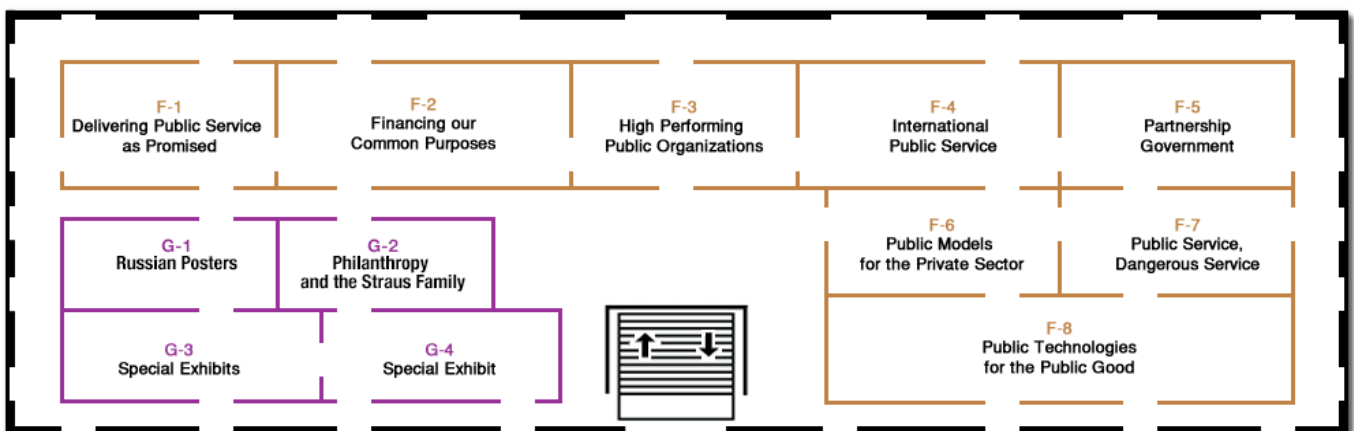 F-1
Delivering Public Service
as Promised
F-2
Financing our
Common Purposes
F-3
High Performing
Public Organizations
F-4
International
Public Service
F-5
Partnership
Government
G-1
Russian Posters
G-2
Philanthropy
and the Straus Family
F-6
Public Models
for the Private Sector
F-7
Public Service,
Dangerous Service
G-3
Special Exhibits
G-4
Special Exhibit
F-8
Public Technologies
for the Public Good